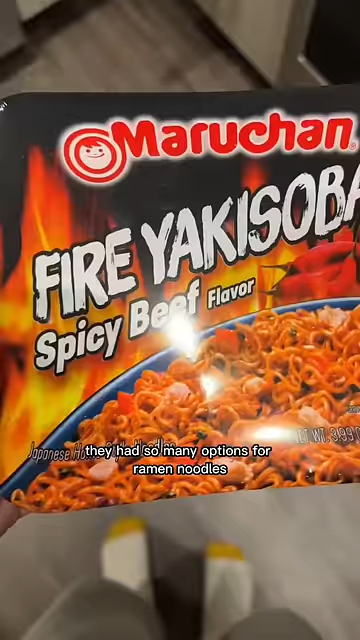 Maruchan
FIRE YAKISOBA
Spicy Beef Flavor
they had so many options for
ramen noodles